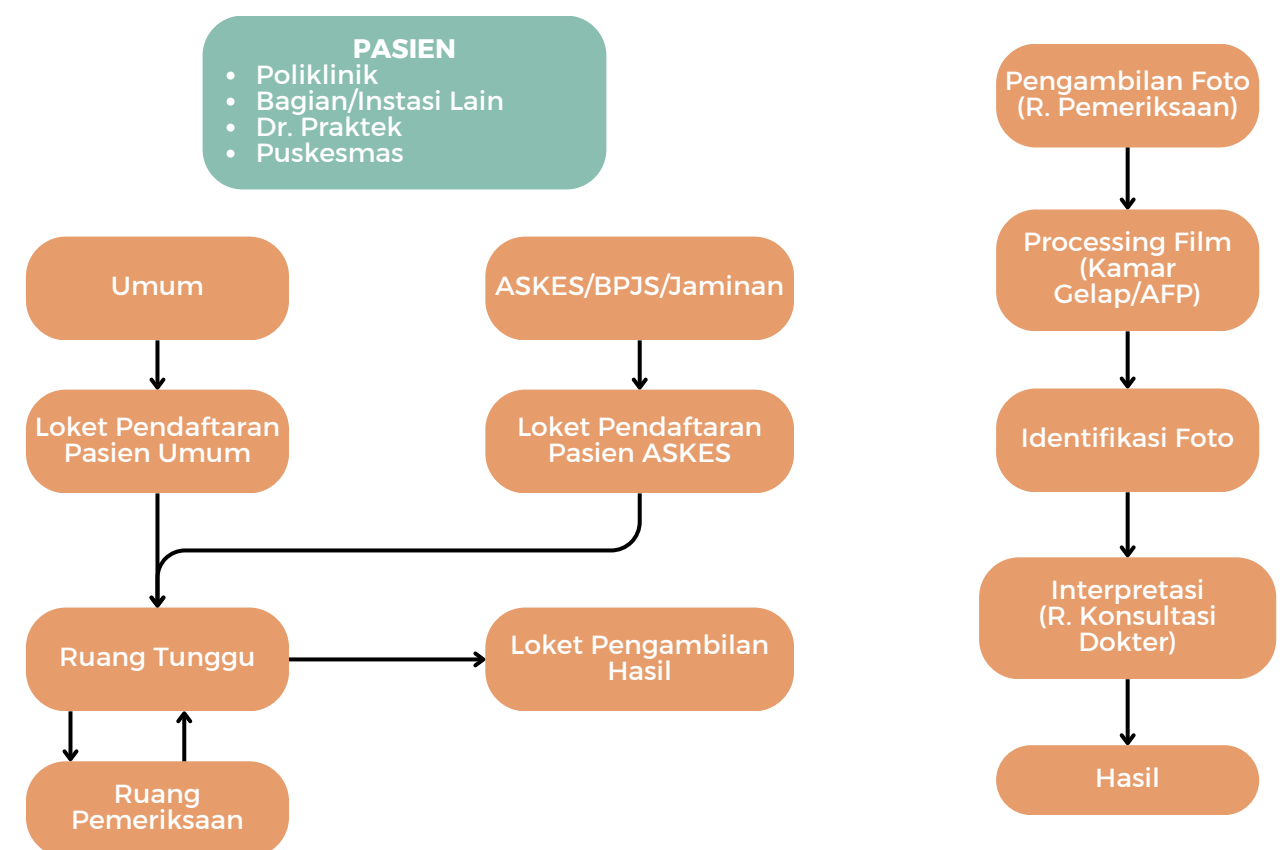 PASIEN
• Poliklinik
• Bagian/Instasi Lain
• Dr. Praktek
• Puskesmas
Umum
ASKES/BPJS/Jaminan
Loket Pendaftaran
Pasien Umum
Loket Pendaftaran
Pasien ASKES
Ruang Tunggu
Loket Pengambilan
Hasil
Ruang
Pemeriksaan
Pengambilan Foto
(R. Pemeriksaan)
Processing Film
(Kamar
Gelap/AFP)
Identifikasi Foto
Interpretasi
(R. Konsultasi
Dokter)
Hasil